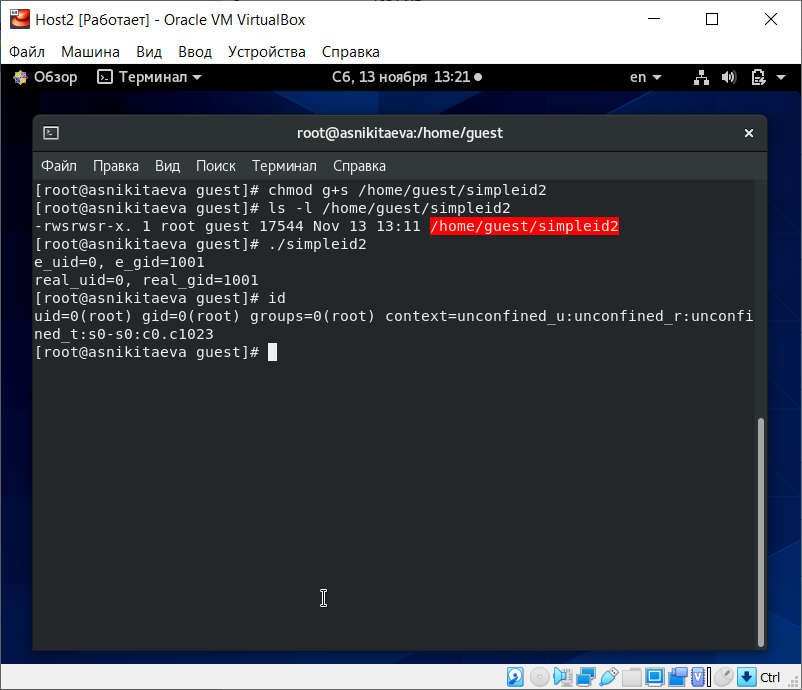 Host2 [Работает] - Oracle VM VirtualBox
Файл Машина Вид Ввод Устройства Справка
Обзор Терминал Сб, 13 ноября 13:21 en
root@asnikitaeva:/home/guest
Файл Правка Вид Поиск Терминал Справка
[root@asnikitaeva guest]# chmod g+s /home/guest/simpleid2
[root@asnikitaeva guest]# ls -l /home/guest/simpleid2
-rwsrwsr-x. 1 root guest 17544 Nov 13 13:11 /home/guest/simpleid2
[root@asnikitaeva guest]# ./simpleid2
e_uid=0, e_gid=1001
real_uid=0, real_gid=1001
[root@asnikitaeva guest]# id
uid=0(root) gid=0(root) groups=0(root) context=unconfined_u:unconfined_r:unconfi
ned_t:s0-s0:c0.c1023
[root@asnikitaeva guest]#
Ctrl